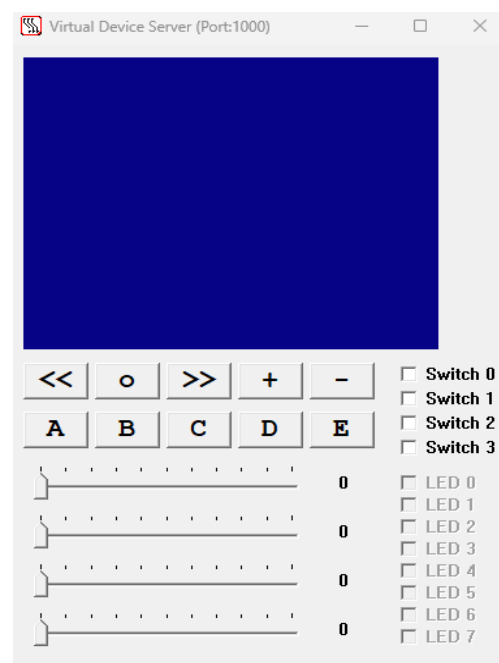 Virtual Device Server (Port:1000)
<< o >> + -
A B C D E
Switch 0
Switch 1
Switch 2
Switch 3
0
0
0
0
LED 0
LED 1
LED 2
LED 3
LED 4
LED 5
LED 6
LED 7